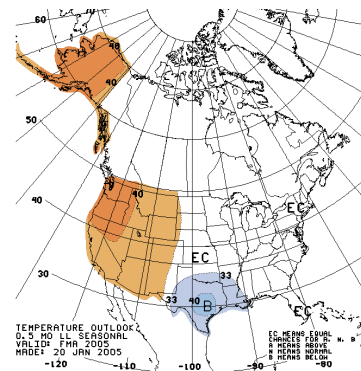 70
60
50
40
30
40
40
40
EC
EC
EC
33
33
40
B
TEMPERATURE OUTLOOK
0.5 MO LL SEASONAL
VALID: FMA 2005
MADE: 20 JAN 2005
EC MEANS EQUAL
CHANCES FOR A, N, B
A MEANS ABOVE
N MEANS NORMAL
B MEANS BELOW
-120
-110
-100
-90
-80